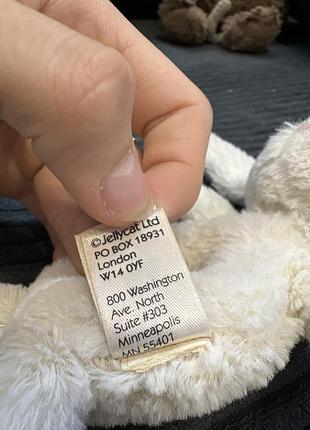 ©Jellycat Ltd
PO BOX 18931
London
W14 0YF
800 Washington
Ave. North
Suite #303
Minneapolis
MN 55401